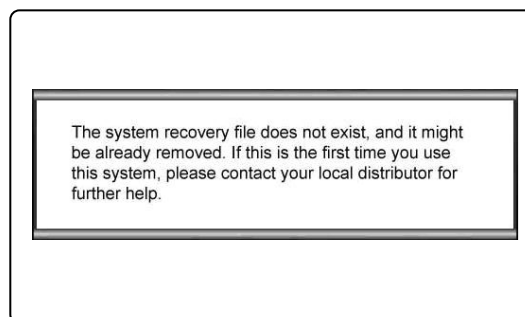 The system recovery file does not exist, and it might
be already removed. If this is the first time you use
this system, please contact your local distributor for
further help.